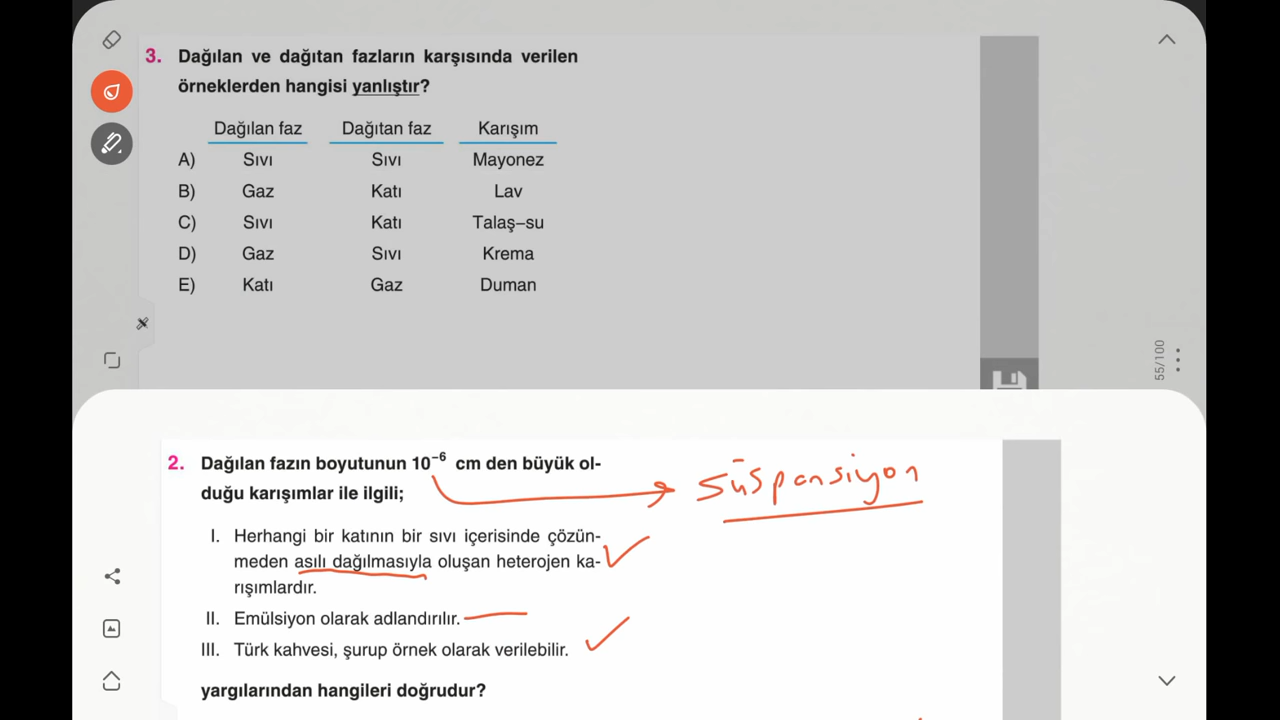 3. Dağılan ve dağıtan fazların karşısında verilen
örneklerden hangisi yanlıştır?
Dağılan faz Dağıtan faz Karışım
A) Sıvı Sıvı Mayonez
B) Gaz Katı Lav
C) Sıvı Katı Talaş–su
D) Gaz Sıvı Krema
E) Katı Gaz Duman
55/100
2. Dağılan fazın boyutunun 10⁻⁶ cm den büyük ol-
duğu karışımlar ile ilgili;
süspansiyon
I. Herhangi bir katının bir sıvı içerisinde çözün-
meden asılı dağılmasıyla oluşan heterojen ka-
rışımlardır.
II. Emülsiyon olarak adlandırılır.
III. Türk kahvesi, şurup örnek olarak verilebilir.
yargılarından hangileri doğrudur?